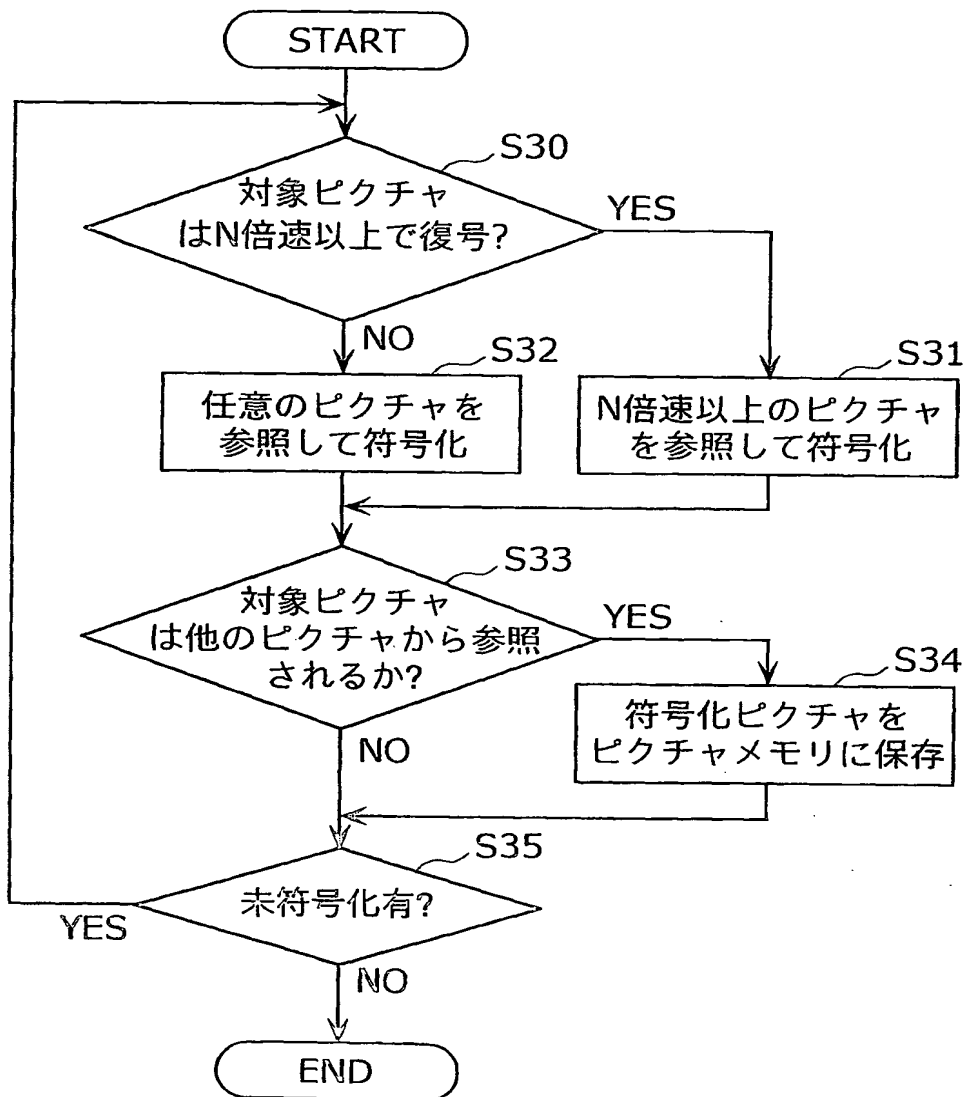 START
S30
対象ピクチャ
はN倍速以上で復号?
YES
NO
S32
任意のピクチャを
参照して符号化
S31
N倍速以上のピクチャ
を参照して符号化
S33
対象ピクチャ
は他のピクチャから参照
されるか?
YES
NO
S34
符号化ピクチャを
ピクチャメモリに保存
S35
未符号化有?
YES
NO
END